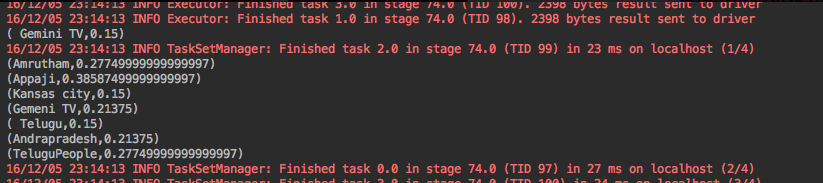 16/12/05 23:14:13 INFO Executor: Finished task 3.0 in stage 74.0 (TID 100). 2398 bytes result sent to driver
16/12/05 23:14:13 INFO Executor: Finished task 1.0 in stage 74.0 (TID 98). 2398 bytes result sent to driver
( Gemini TV,0.15)
16/12/05 23:14:13 INFO TaskSetManager: Finished task 2.0 in stage 74.0 (TID 99) in 23 ms on localhost (1/4)
(Amrutham,0.27749999999999997)
(Appaji,0.38587499999999997)
(Kansas city,0.15)
(Gemeni TV,0.21375)
( Telugu,0.15)
(Andrapradesh,0.21375)
(TeluguPeople,0.27749999999999997)
16/12/05 23:14:13 INFO TaskSetManager: Finished task 0.0 in stage 74.0 (TID 97) in 27 ms on localhost (2/4)
16/12/05 23:14:13 INFO TaskSetManager: Finished task 3.0 in stage 74.0 (TID 100) in 24 ms on localhost (3/4)